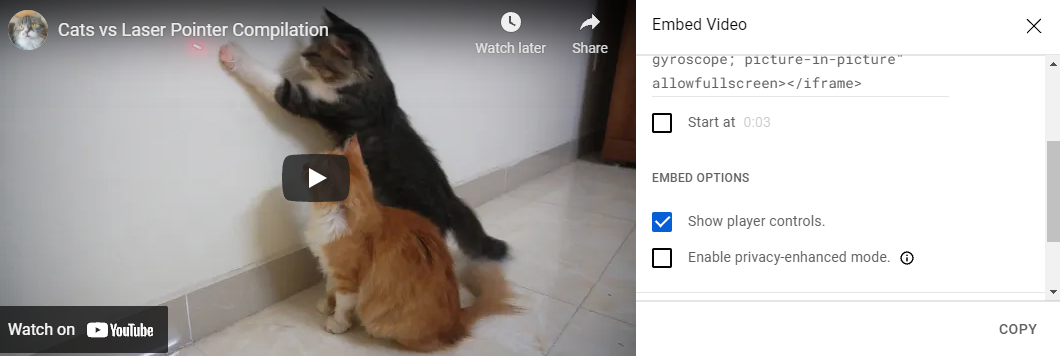 Cats vs Laser Pointer Compilation
Watch later
Share
Watch on YouTube
Embed Video
gyroscope; picture-in-picture"
allowfullscreen></iframe>
Start at 0:03
EMBED OPTIONS
Show player controls.
Enable privacy-enhanced mode.
COPY